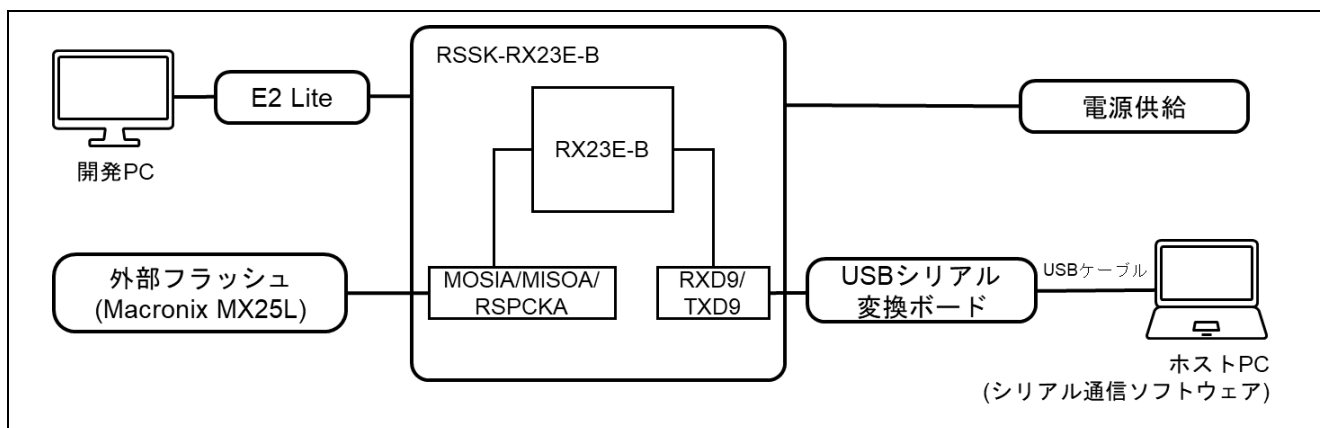 RSSK-RX23E-B
E2 Lite
開発PC
RX23E-B
電源供給
外部フラッシュ
(Macronix MX25L)
MOSIA/MISOA/
RSPCKA
RXD9/
TXD9
USBシリアル
変換ボード
USBケーブル
ホストPC
(シリアル通信ソフトウェア)